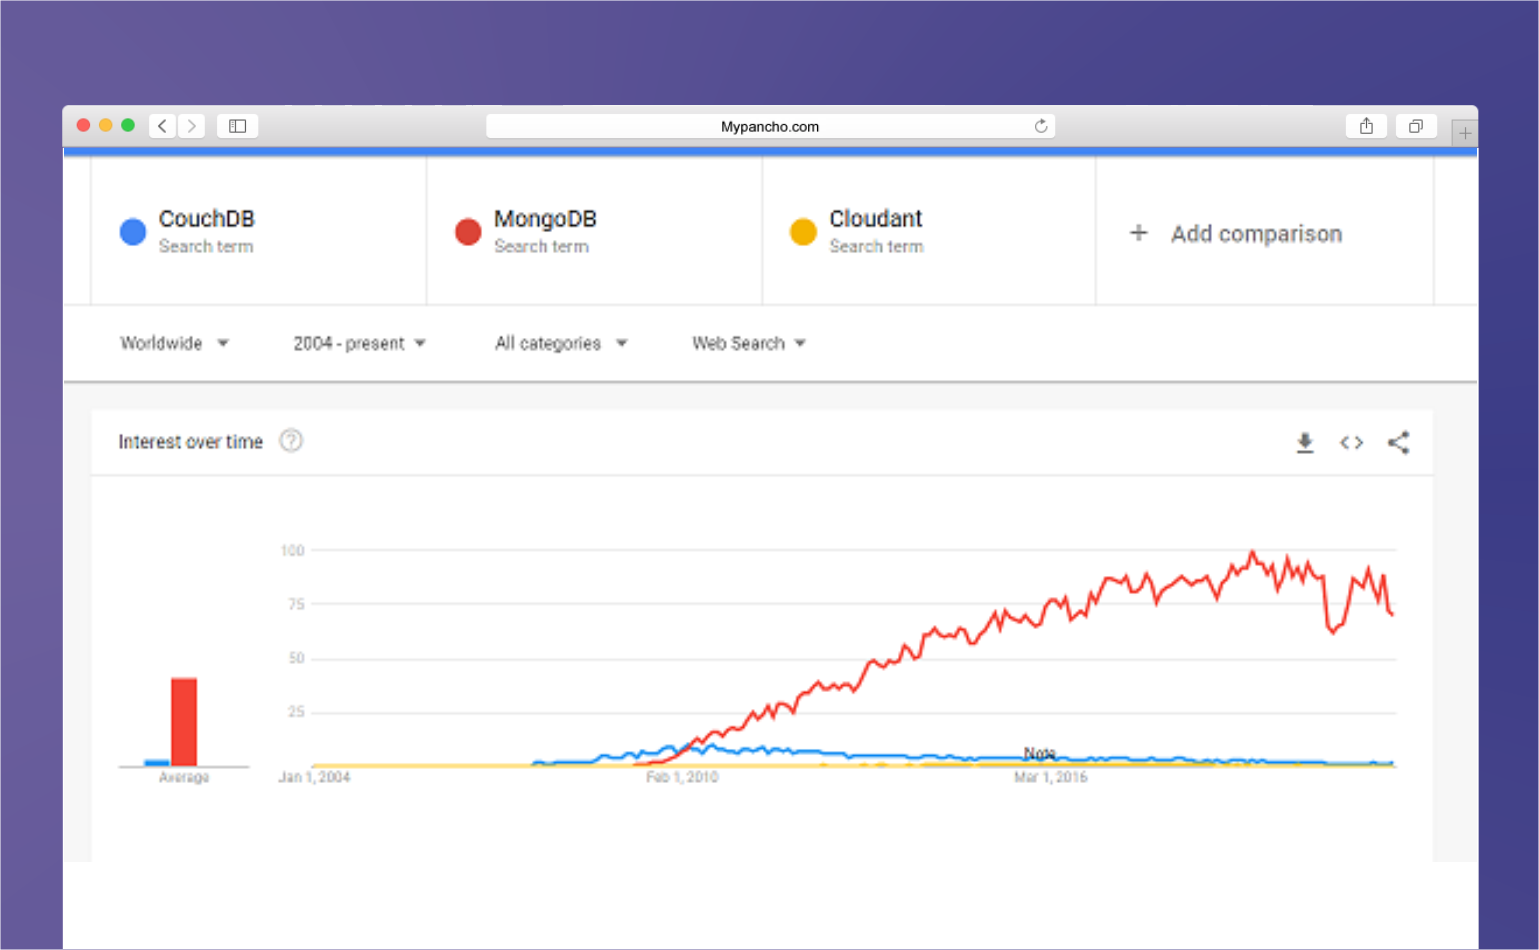 Mypancho.com
CouchDB
Search term
MongoDB
Search term
Cloudant
Search term
+ Add comparison
Worldwide
2004 - present
All categories
Web Search
Interest over time ?
100
75
50
25
Note
Average
Jan 1, 2004
Feb 1, 2010
Mar 1, 2016